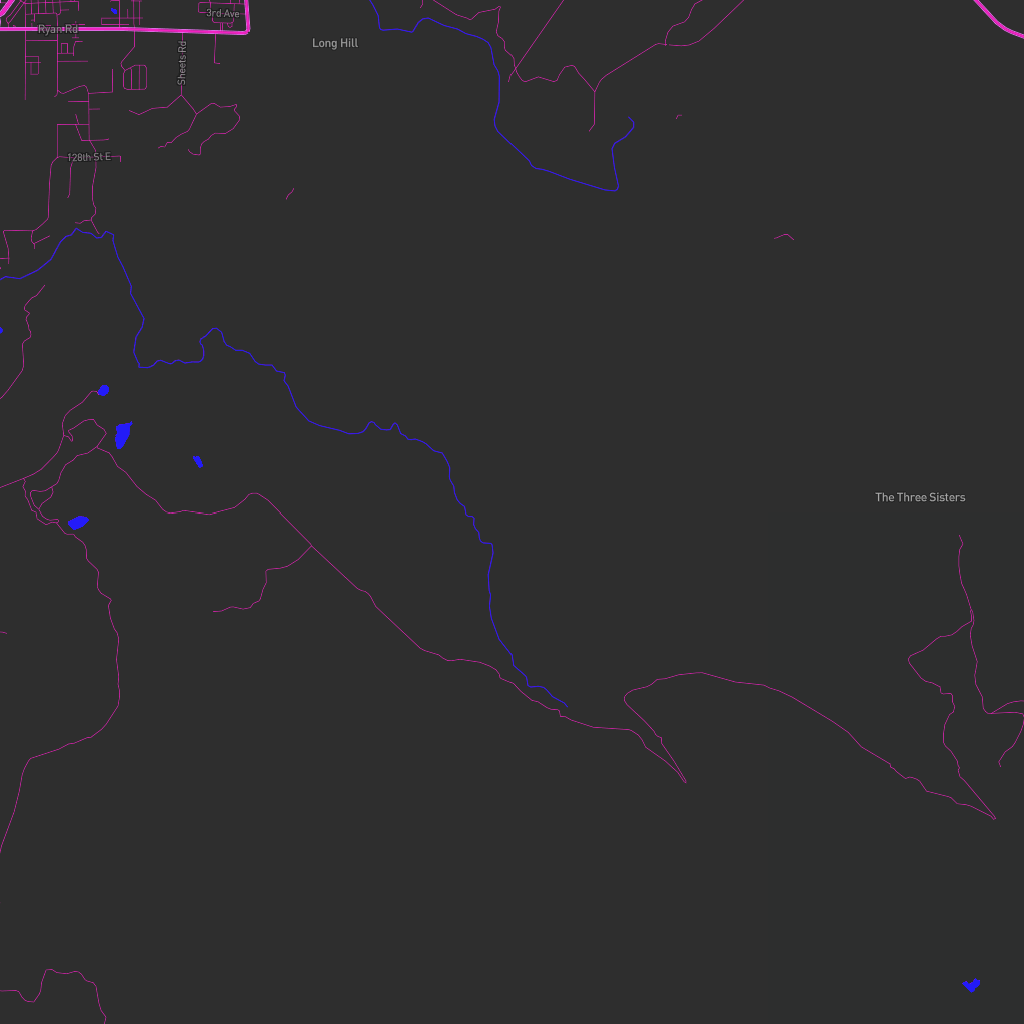 3rd Ave
Ryan Rd
Long Hill
Sheets Rd
128th St E
The Three Sisters